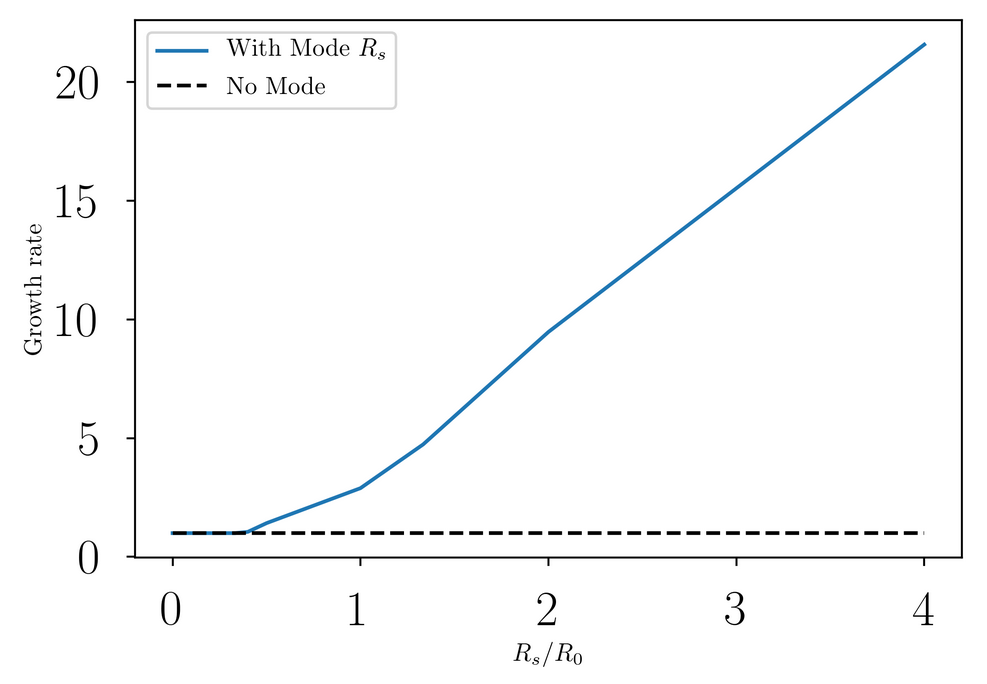 With Mode $R_s$
No Mode
Growth rate
20
15
10
5
0
0 1 2 3 4
$R_s/R_0$